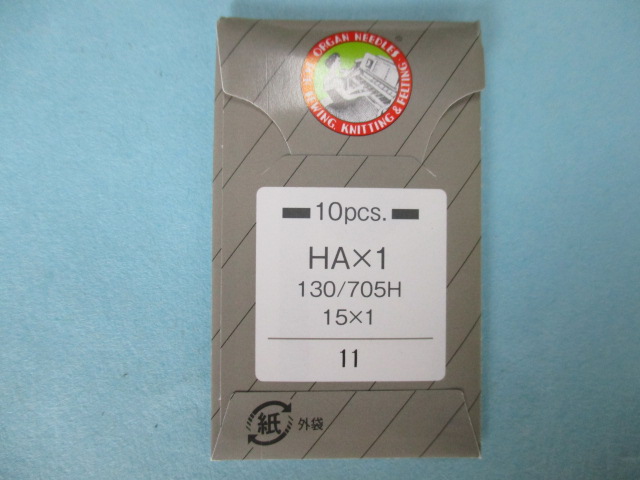 ORGAN NEEDLES
SEWING, KNITTING & FELTING
10pcs.
HA×1
130/705H
15×1
11
紙 外袋